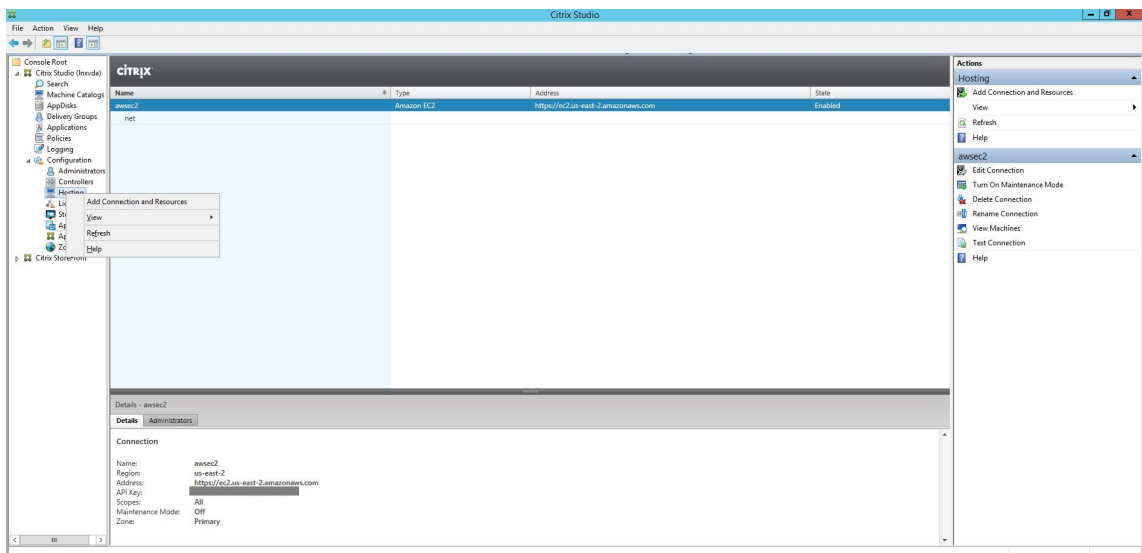 Citrix Studio
File Action View Help
Console Root
Citrix Studio (lnxvda)
Search
Machine Catalogs
AppDisks
Delivery Groups
Applications
Policies
Logging
Configuration
Administrators
Controllers
Hosting
Citrix StoreFront
Add Connection and Resources
View
Refresh
Help
CİTRIX
Name Type Address State
awsec2 Amazon EC2 https://ec2.us-east-2.amazonaws.com Enabled
net
Details - awsec2
Details Administrators
Connection
Name: awsec2
Region: us-east-2
Address: https://ec2.us-east-2.amazonaws.com
API Key:
Scopes: All
Maintenance Mode: Off
Zone: Primary
Actions
Hosting
Add Connection and Resources
View
Refresh
Help
awsec2
Edit Connection
Turn On Maintenance Mode
Delete Connection
Rename Connection
View Machines
Test Connection
Help